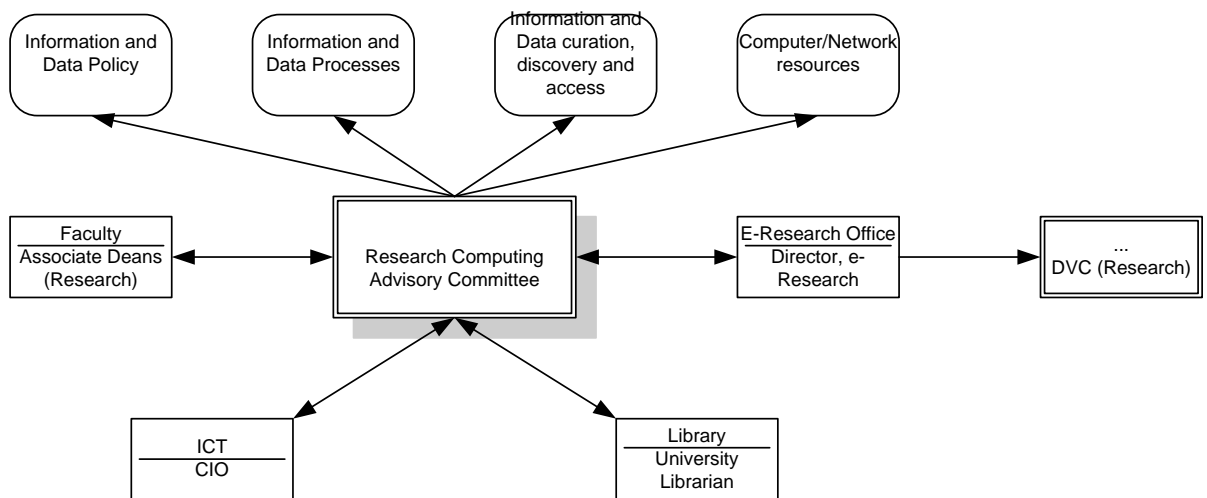 Information and
Data Policy
Information and
Data Processes
Information and
Data curation,
discovery and
access
Computer/Network
resources
Faculty
Associate Deans
(Research)
Research Computing
Advisory Committee
E-Research Office
Director, e-
Research
...
DVC (Research)
ICT
CIO
Library
University
Librarian